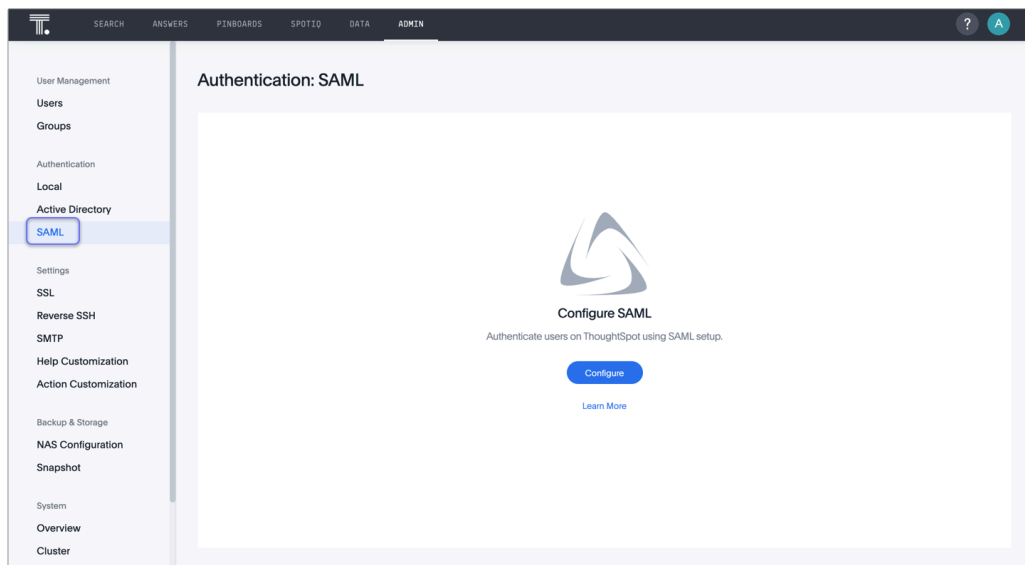 T.
SEARCH ANSWERS PINBOARDS SPOTIQ DATA ADMIN
? A
User Management
Users
Groups
Authentication
Local
Active Directory
SAML
Settings
SSL
Reverse SSH
SMTP
Help Customization
Action Customization
Backup & Storage
NAS Configuration
Snapshot
System
Overview
Cluster
Authentication: SAML
Configure SAML
Authenticate users on ThoughtSpot using SAML setup.
Configure
Learn More